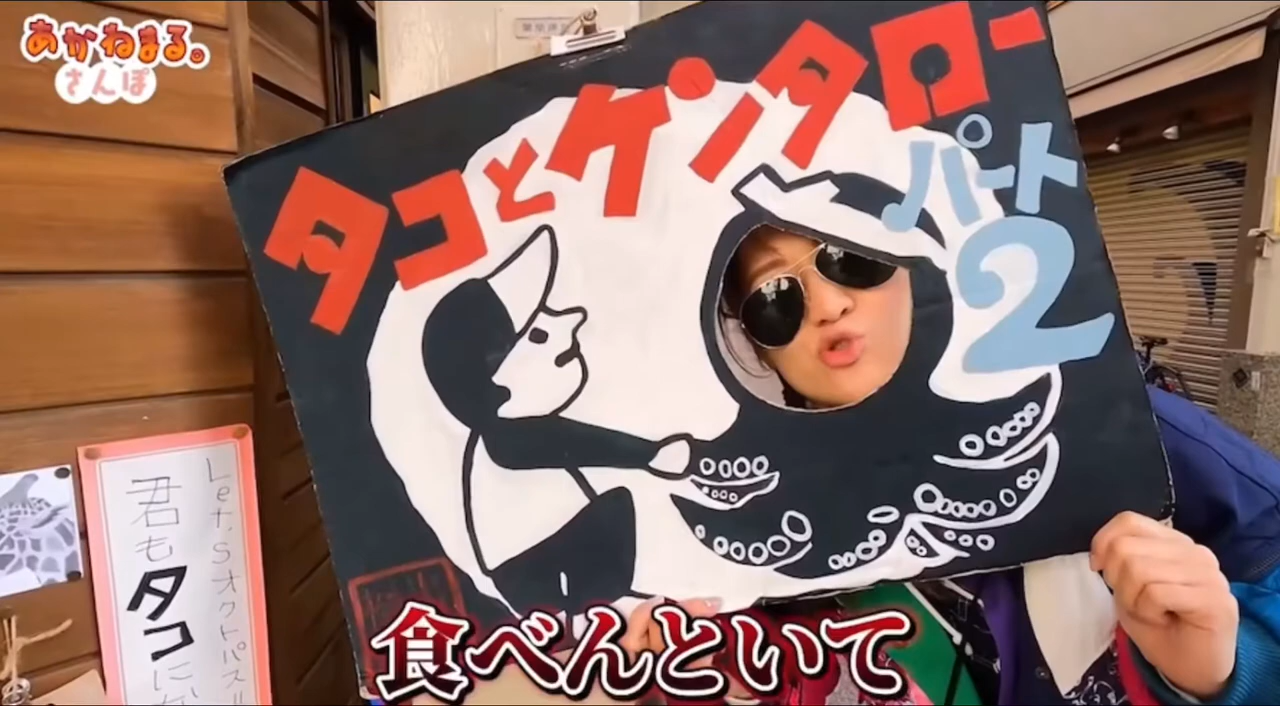 あかねまる。
さんぽ
タコとケンタロー
パート
2
Let,sオクトパス
君もタコに
食べんといて